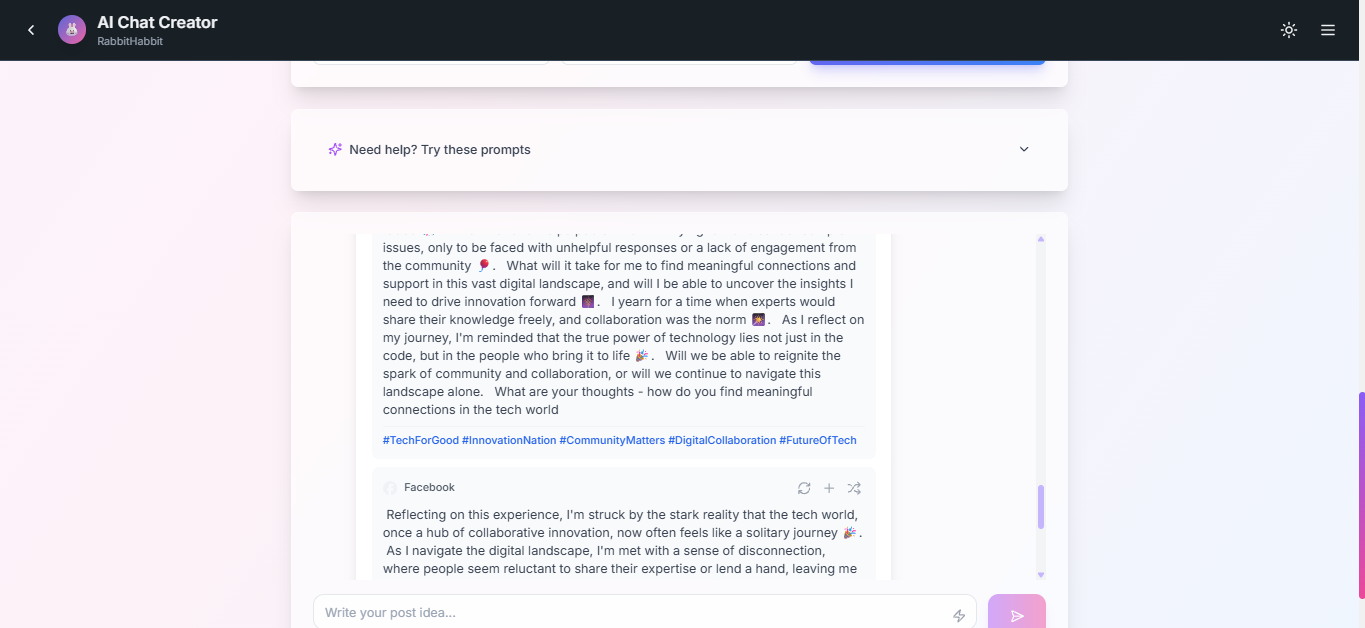 AI Chat Creator
RabbitHabbit
Need help? Try these prompts
issues, only to be faced with unhelpful responses or a lack of engagement from
the community 🎈. What will it take for me to find meaningful connections and
support in this vast digital landscape, and will I be able to uncover the insights I
need to drive innovation forward 🎆. I yearn for a time when experts would
share their knowledge freely, and collaboration was the norm 🎇. As I reflect on
my journey, I'm reminded that the true power of technology lies not just in the
code, but in the people who bring it to life 🎉. Will we be able to reignite the
spark of community and collaboration, or will we continue to navigate this
landscape alone. What are your thoughts - how do you find meaningful
connections in the tech world
#TechForGood #InnovationNation #CommunityMatters #DigitalCollaboration #FutureOfTech
Facebook
Reflecting on this experience, I'm struck by the stark reality that the tech world,
once a hub of collaborative innovation, now often feels like a solitary journey 🎉.
As I navigate the digital landscape, I'm met with a sense of disconnection,
where people seem reluctant to share their expertise or lend a hand, leaving me
Write your post idea...